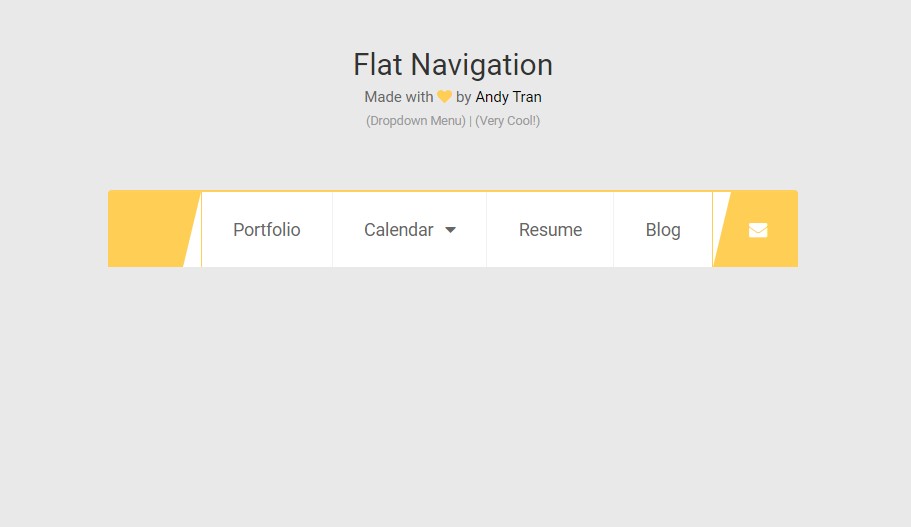 Flat Navigation
Made with by Andy Tran
(Dropdown Menu) | (Very Cool!)
Portfolio Calendar Resume Blog